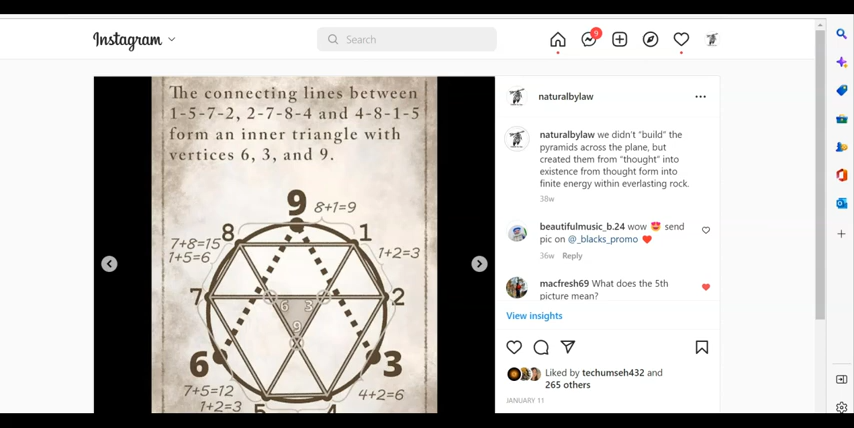 Instagram
Search
9
The connecting lines between
1-5-7-2, 2-7-8-4 and 4-8-1-5
form an inner triangle with
vertices 6, 3, and 9.
9
8+1=9
8
1
7+8=15
1+5=6
1+2=3
7
2
6
3
9
6
3
7+5=12
1+2=3
4+2=6
5
4
naturalbylaw
naturalbylaw we didn't "build" the
pyramids across the plane, but
created them from "thought" into
existence from thought form into
finite energy within everlasting rock.
38w
beautifulmusic_b.24 wow 😍 send
pic on @_blacks_promo ❤️
36w Reply
macfresh69 What does the 5th
picture mean?
View insights
Liked by techumseh432 and
265 others
JANUARY 11